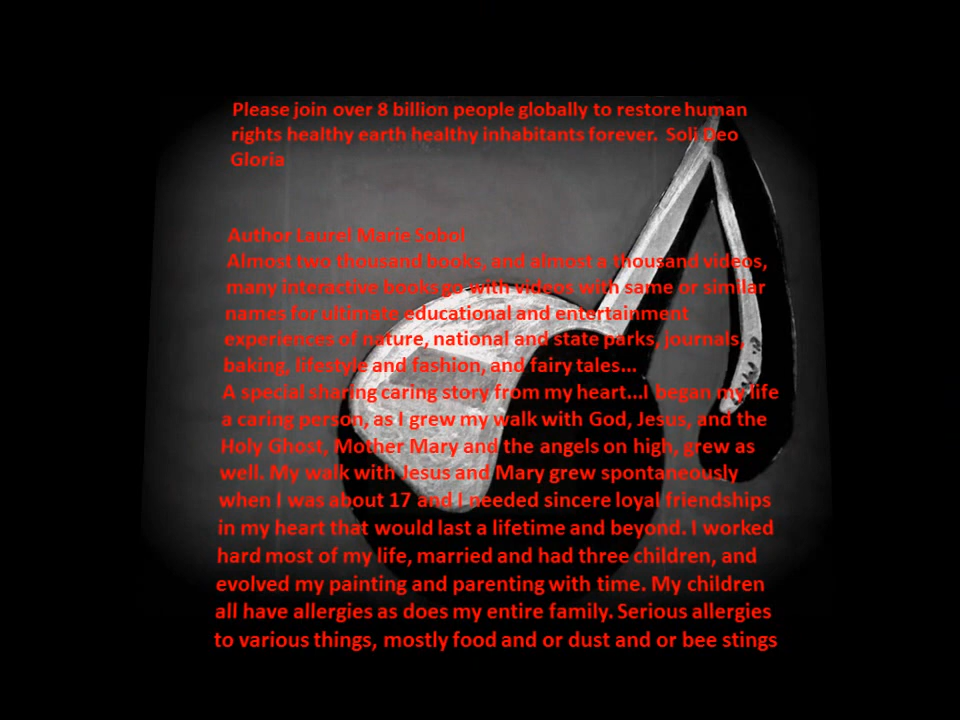 Please join over 8 billion people globally to restore human
rights healthy earth healthy inhabitants forever.  Soli Deo
Gloria
Author Laurel Marie Sobol
Almost two thousand books, and almost a thousand videos,
many interactive books go with videos with same or similar
names for ultimate educational and entertainment
experiences of nature, national and state parks, journals,
baking, lifestyle and fashion, and fairy tales...
A special sharing caring story from my heart...I began my life
a caring person, as I grew my walk with God, Jesus, and the
Holy Ghost, Mother Mary and the angels on high, grew as
well. My walk with Jesus and Mary grew spontaneously
when I was about 17 and I needed sincere loyal friendships
in my heart that would last a lifetime and beyond. I worked
hard most of my life, married and had three children, and
evolved my painting and parenting with time. My children
all have allergies as does my entire family. Serious allergies
to various things, mostly food and or dust and or bee stings